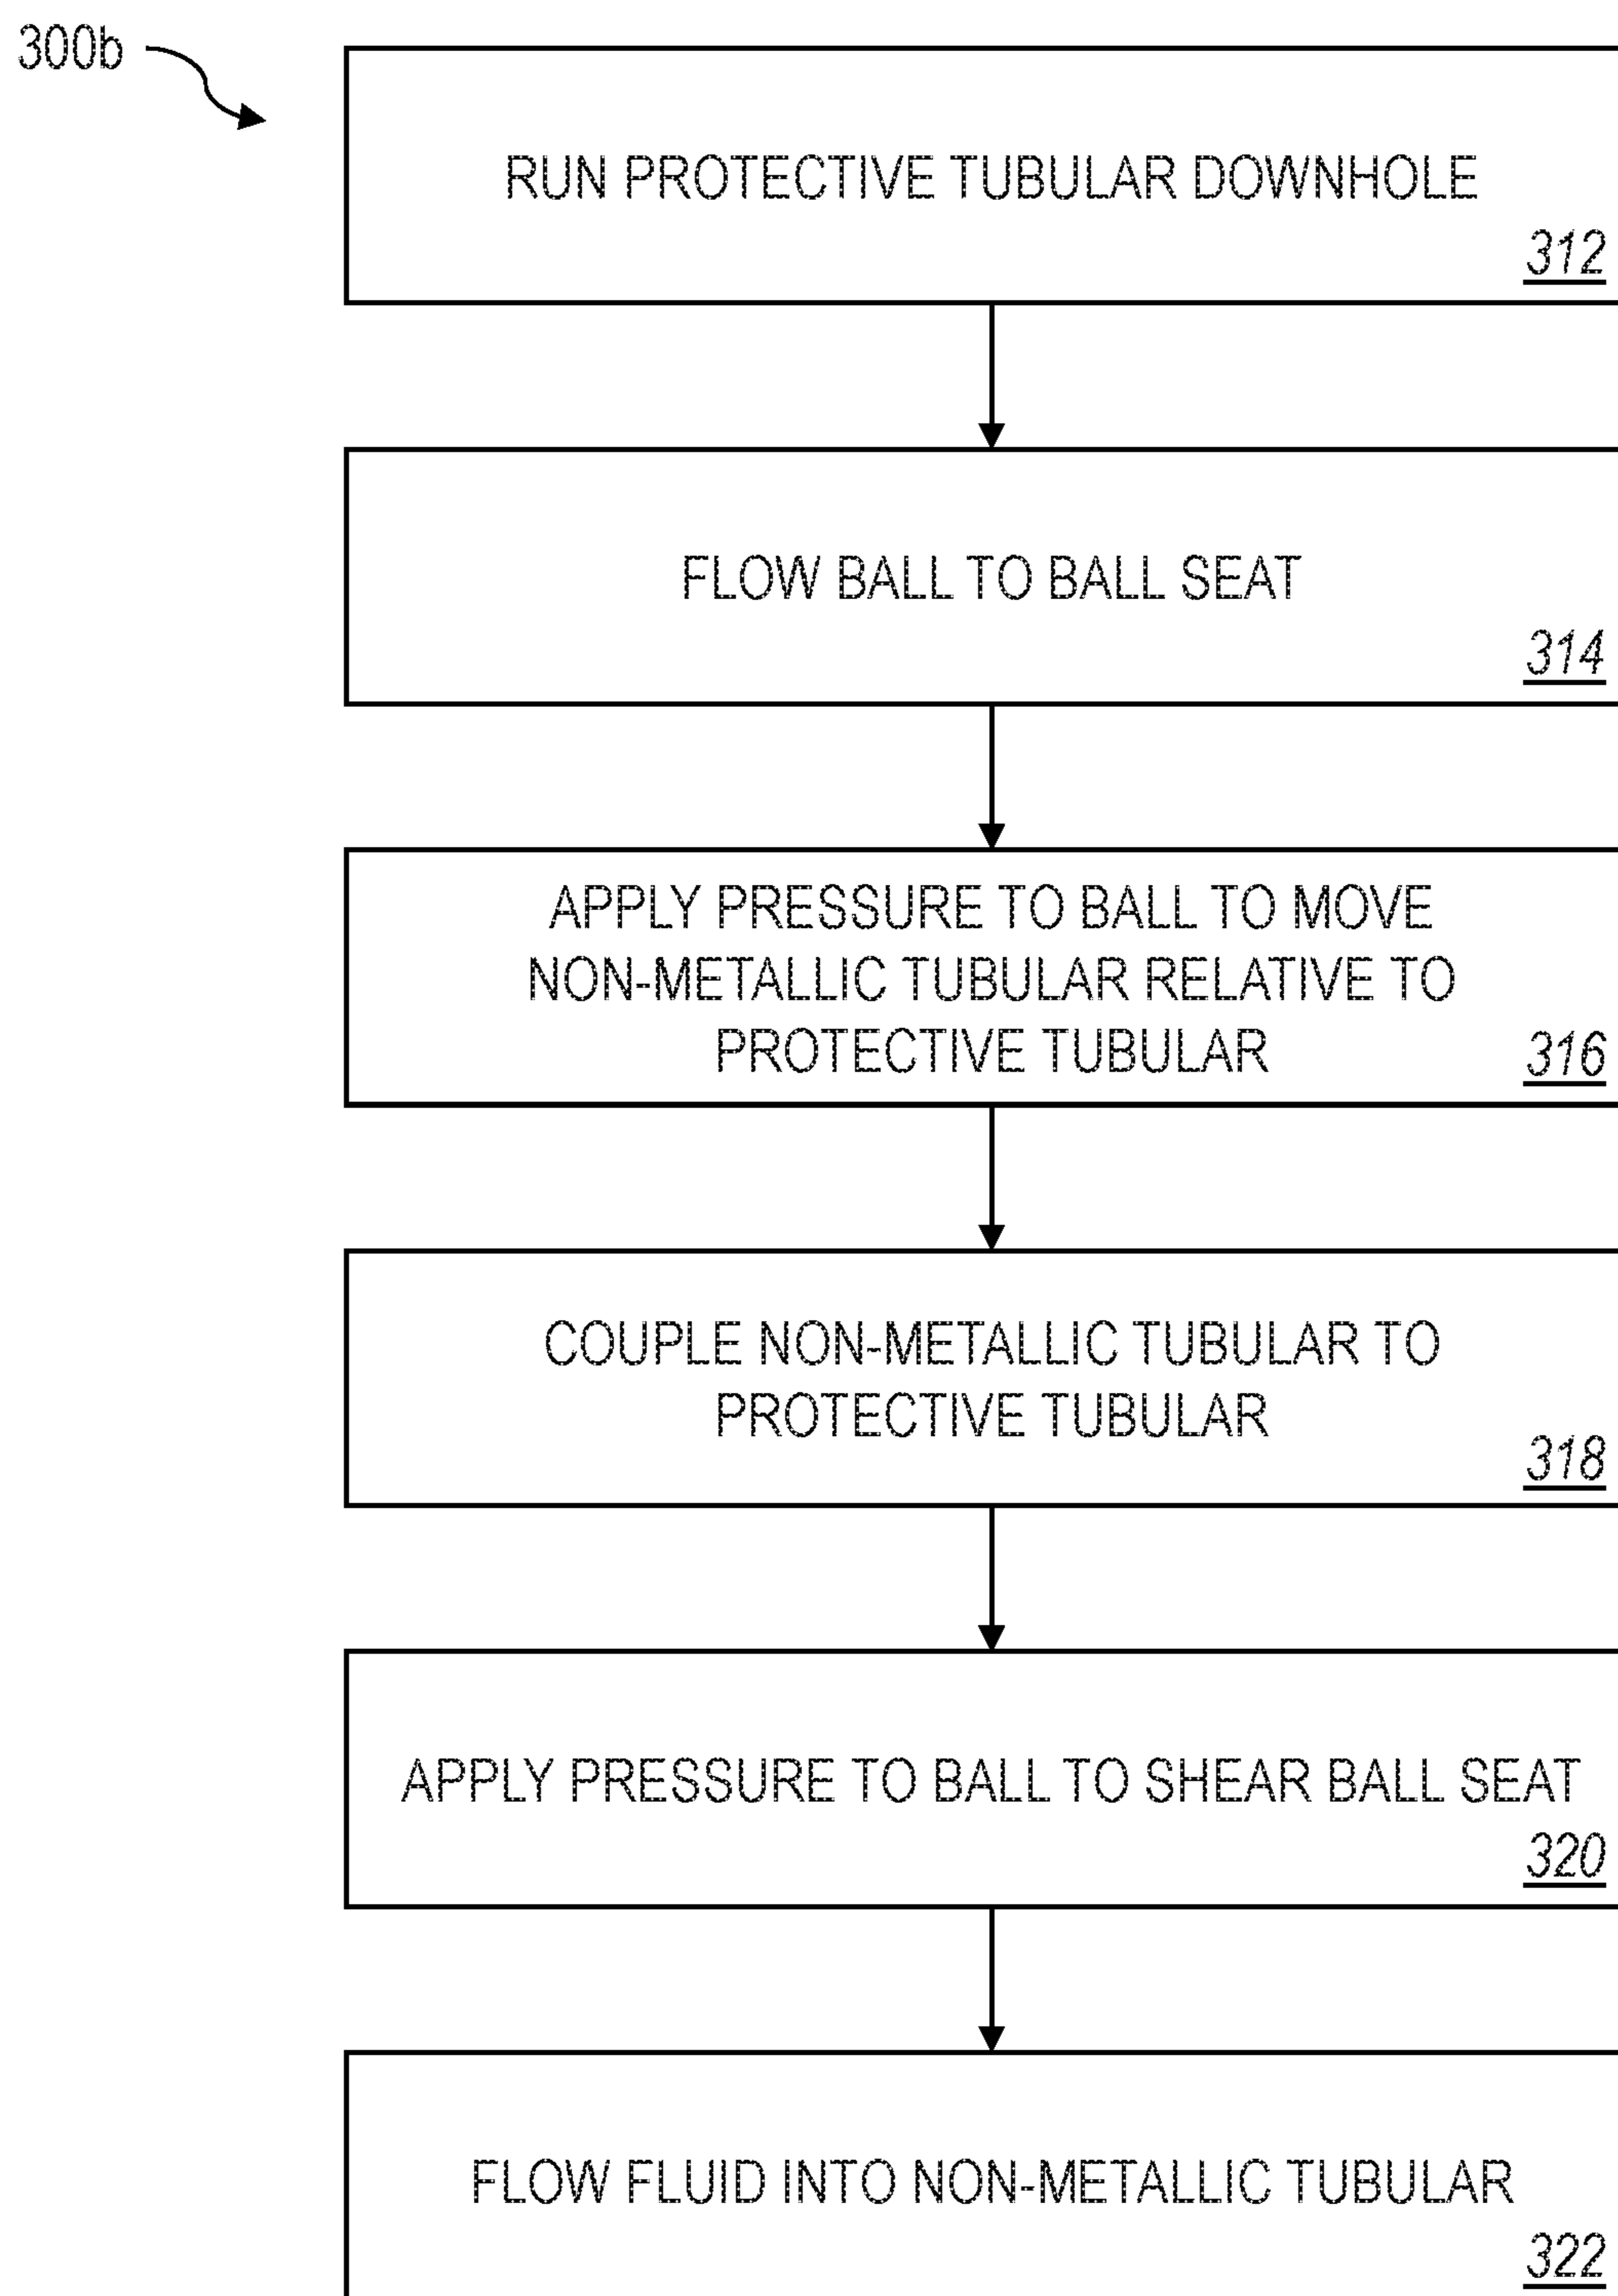 300b
RUN PROTECTIVE TUBULAR DOWNHOLE
312
FLOW BALL TO BALL SEAT
314
APPLY PRESSURE TO BALL TO MOVE
NON-METALLIC TUBULAR RELATIVE TO
PROTECTIVE TUBULAR
316
COUPLE NON-METALLIC TUBULAR TO
PROTECTIVE TUBULAR
318
APPLY PRESSURE TO BALL TO SHEAR BALL SEAT
320
FLOW FLUID INTO NON-METALLIC TUBULAR
322